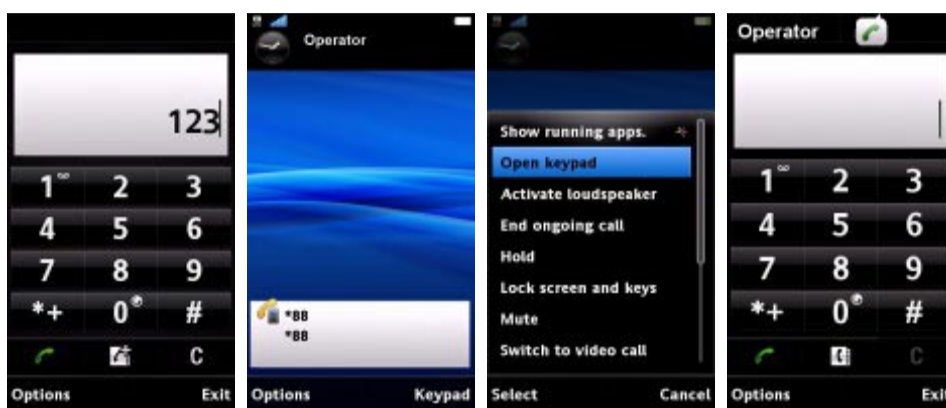 123
1 2 3
4 5 6
7 8 9
*+ 0 #
C
Options Exit
Operator
*88
*88
Options Keypad
Show running apps.
Open keypad
Activate loudspeaker
End ongoing call
Hold
Lock screen and keys
Mute
Switch to video call
Select Cancel
Operator
1 2 3
4 5 6
7 8 9
*+ 0 #
C
Options Exit